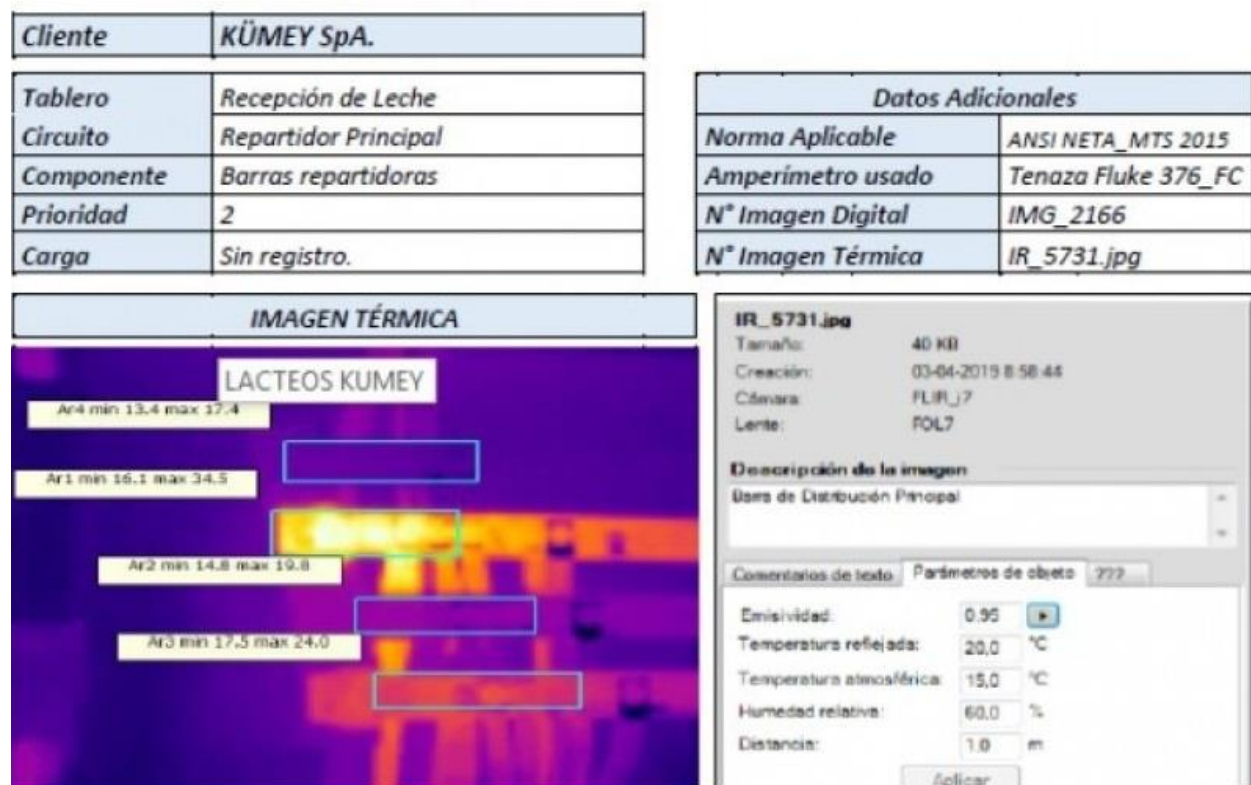 Cliente KÜMEY SpA.
Tablero Recepción de Leche
Circuito Repartidor Principal
Componente Barras repartidoras
Prioridad 2
Carga Sin registro.
Datos Adicionales
Norma Aplicable ANSI NETA_MTS 2015
Amperímetro usado Tenaza Fluke 376_FC
N° Imagen Digital IMG_2166
N° Imagen Térmica IR_5731.jpg
IMAGEN TÉRMICA
LACTEOS KUMEY
Ar4 min 13.4 max 17.4
Ar1 min 16.1 max 34.5
Ar2 min 14.8 max 19.8
Ar3 min 17.5 max 24.0
IR_5731.jpg
Tamaño: 40 KB
Creación: 03-04-2019 8:58:44
Cámara: FLIR_i7
Lente: FOL7
Descripción de la imagen
Barra de Distribución Principal
Comentarios de texto Parámetros de objeto ???
Emisividad: 0.95
Temperatura reflejada: 20,0 °C
Temperatura atmosférica: 15,0 °C
Humedad relativa: 60.0 %
Distancia: 1.0 m
Aplicar